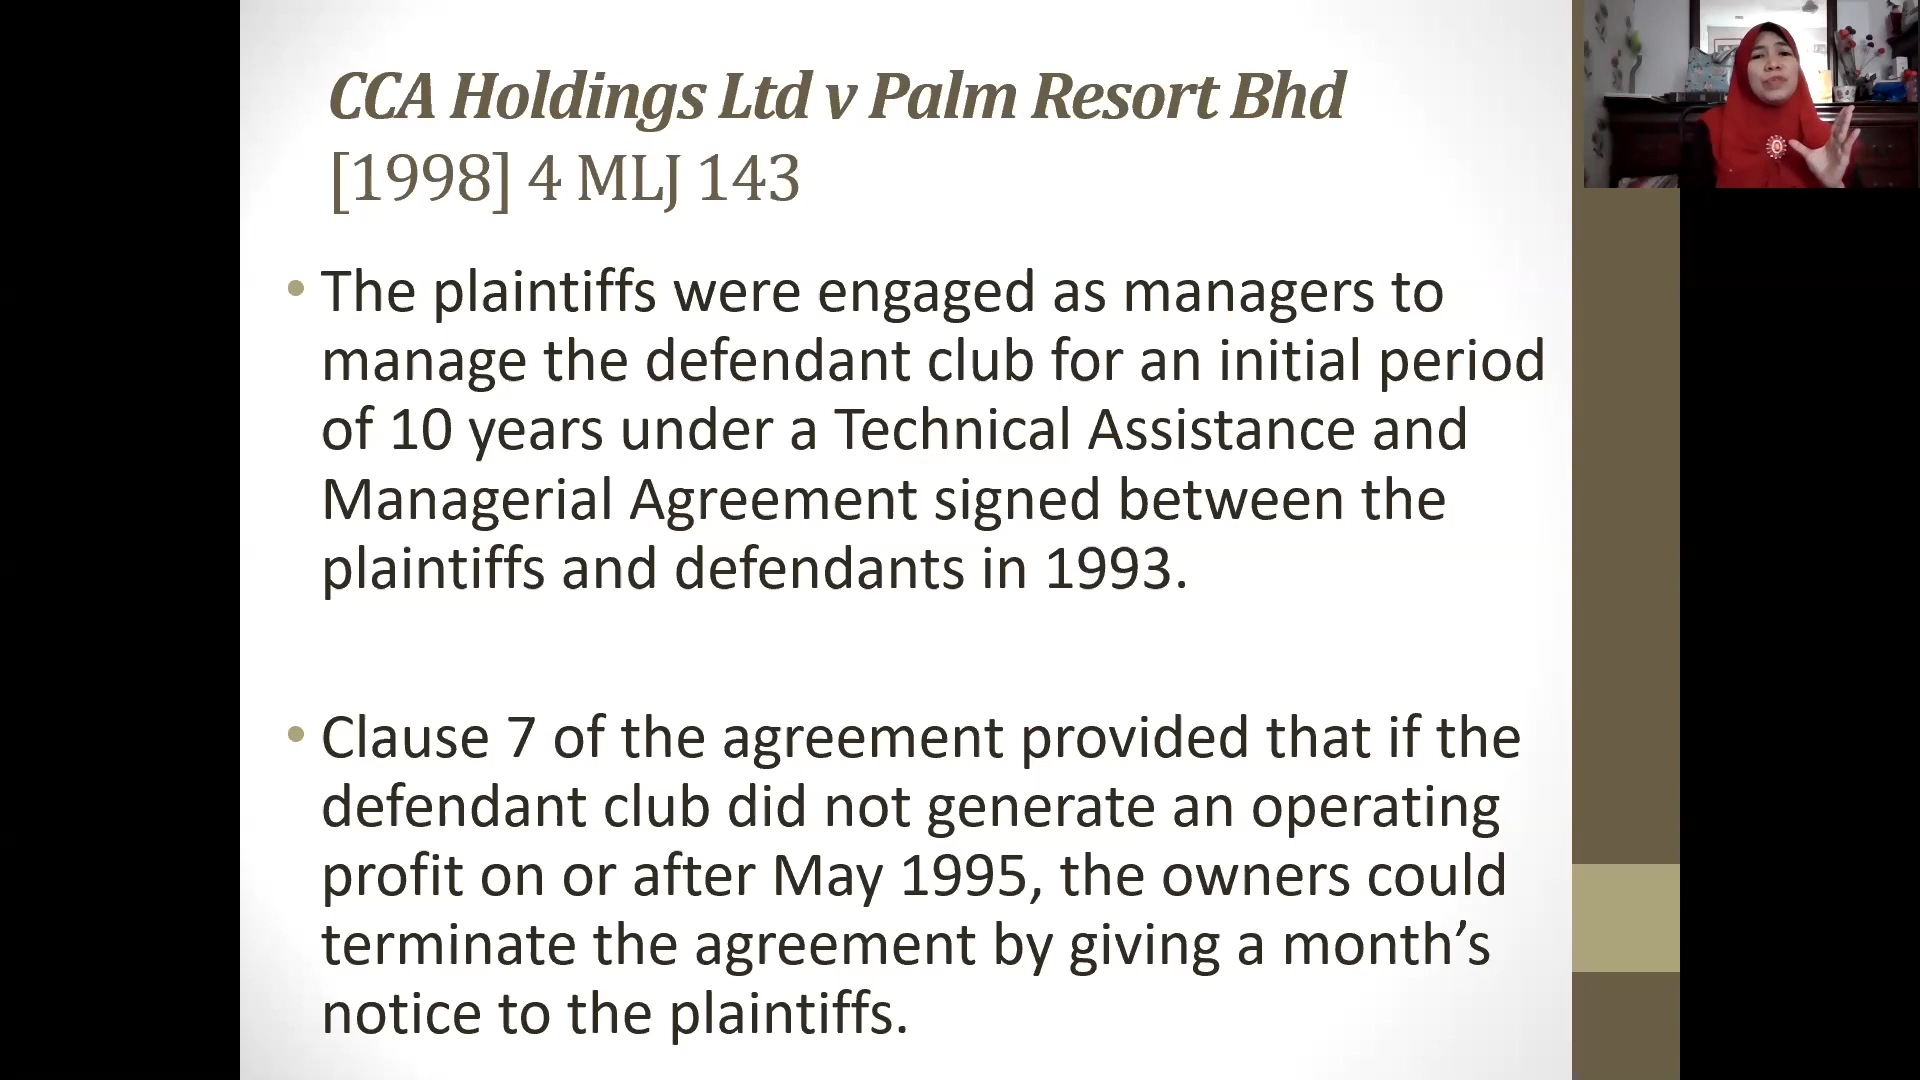 CCA Holdings Ltd v Palm Resort Bhd
[1998] 4 MLJ 143
• The plaintiffs were engaged as managers to
manage the defendant club for an initial period
of 10 years under a Technical Assistance and
Managerial Agreement signed between the
plaintiffs and defendants in 1993.
• Clause 7 of the agreement provided that if the
defendant club did not generate an operating
profit on or after May 1995, the owners could
terminate the agreement by giving a month’s
notice to the plaintiffs.